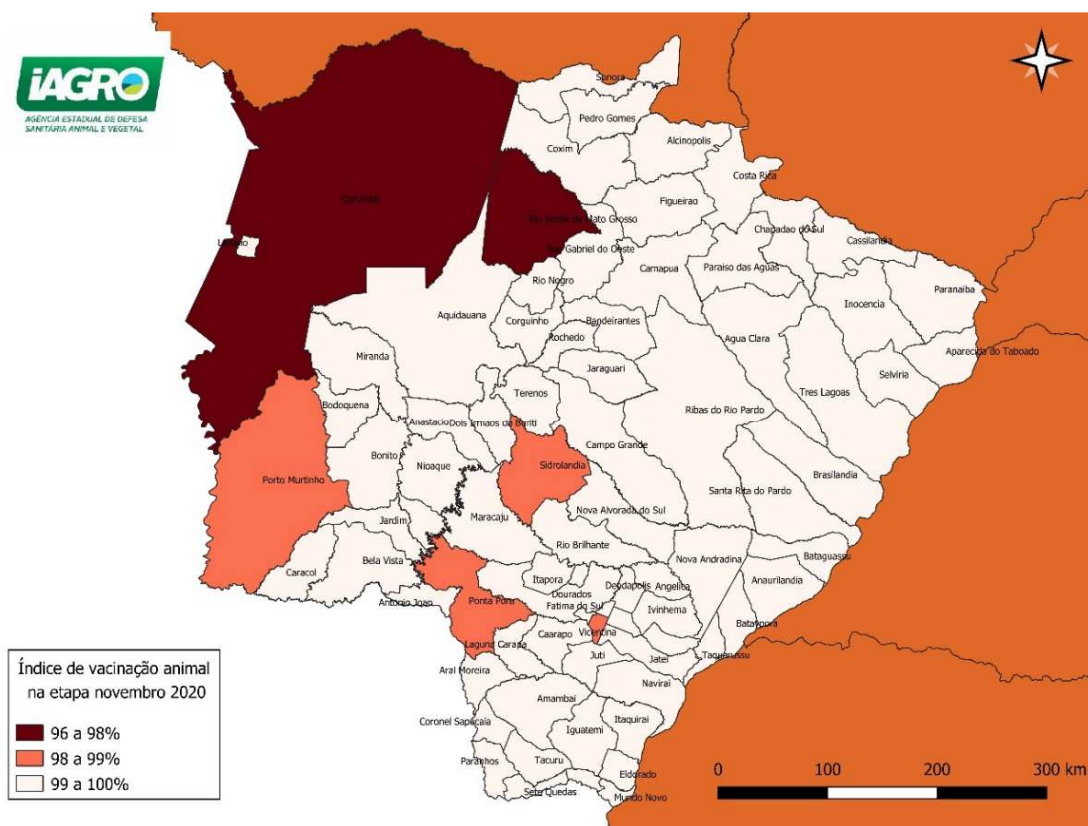 iAGRO
AGÊNCIA ESTADUAL DE DEFESA
SANITÁRIA ANIMAL E VEGETAL
Sonora
Pedro Gomes
Coxim
Alcinopolis
Costa Rica
Corumba
Figueirao
Rio Verde de Mato Grosso
Chapadao do Sul
Cassilandia
Ladario
Sao Gabriel do Oeste
Camapua
Paraiso das Aguas
Rio Negro
Paranaiba
Inocencia
Aquidauana
Corguinho
Bandeirantes
Rochedo
Agua Clara
Aparecida do Taboado
Miranda
Jaraguari
Selviria
Terenos
Tres Lagoas
Bodoquena
Ribas do Rio Pardo
Anastacio
Dois Irmaos do Buriti
Campo Grande
Bonito
Nioaque
Sidrolandia
Brasilandia
Porto Murtinho
Santa Rita do Pardo
Nova Alvorada do Sul
Maracaju
Jardim
Rio Brilhante
Bataguassu
Bela Vista
Nova Andradina
Caracol
Itapora
Deodapolis
Angelica
Anaurilandia
Dourados
Antonio Joao
Ponta Pora
Fatima do Sul
Ivinhema
Bataypora
Vicentina
Caarapo
Laguna Carapa
Juti
Jatei
Taquarussu
Aral Moreira
Navirai
Amambai
Coronel Sapucaia
Itaquirai
Iguatemi
Paranhos
Tacuru
Eldorado
Sete Quedas
Mundo Novo
Índice de vacinação animal
na etapa novembro 2020
96 a 98%
98 a 99%
99 a 100%
0 100 200 300 km